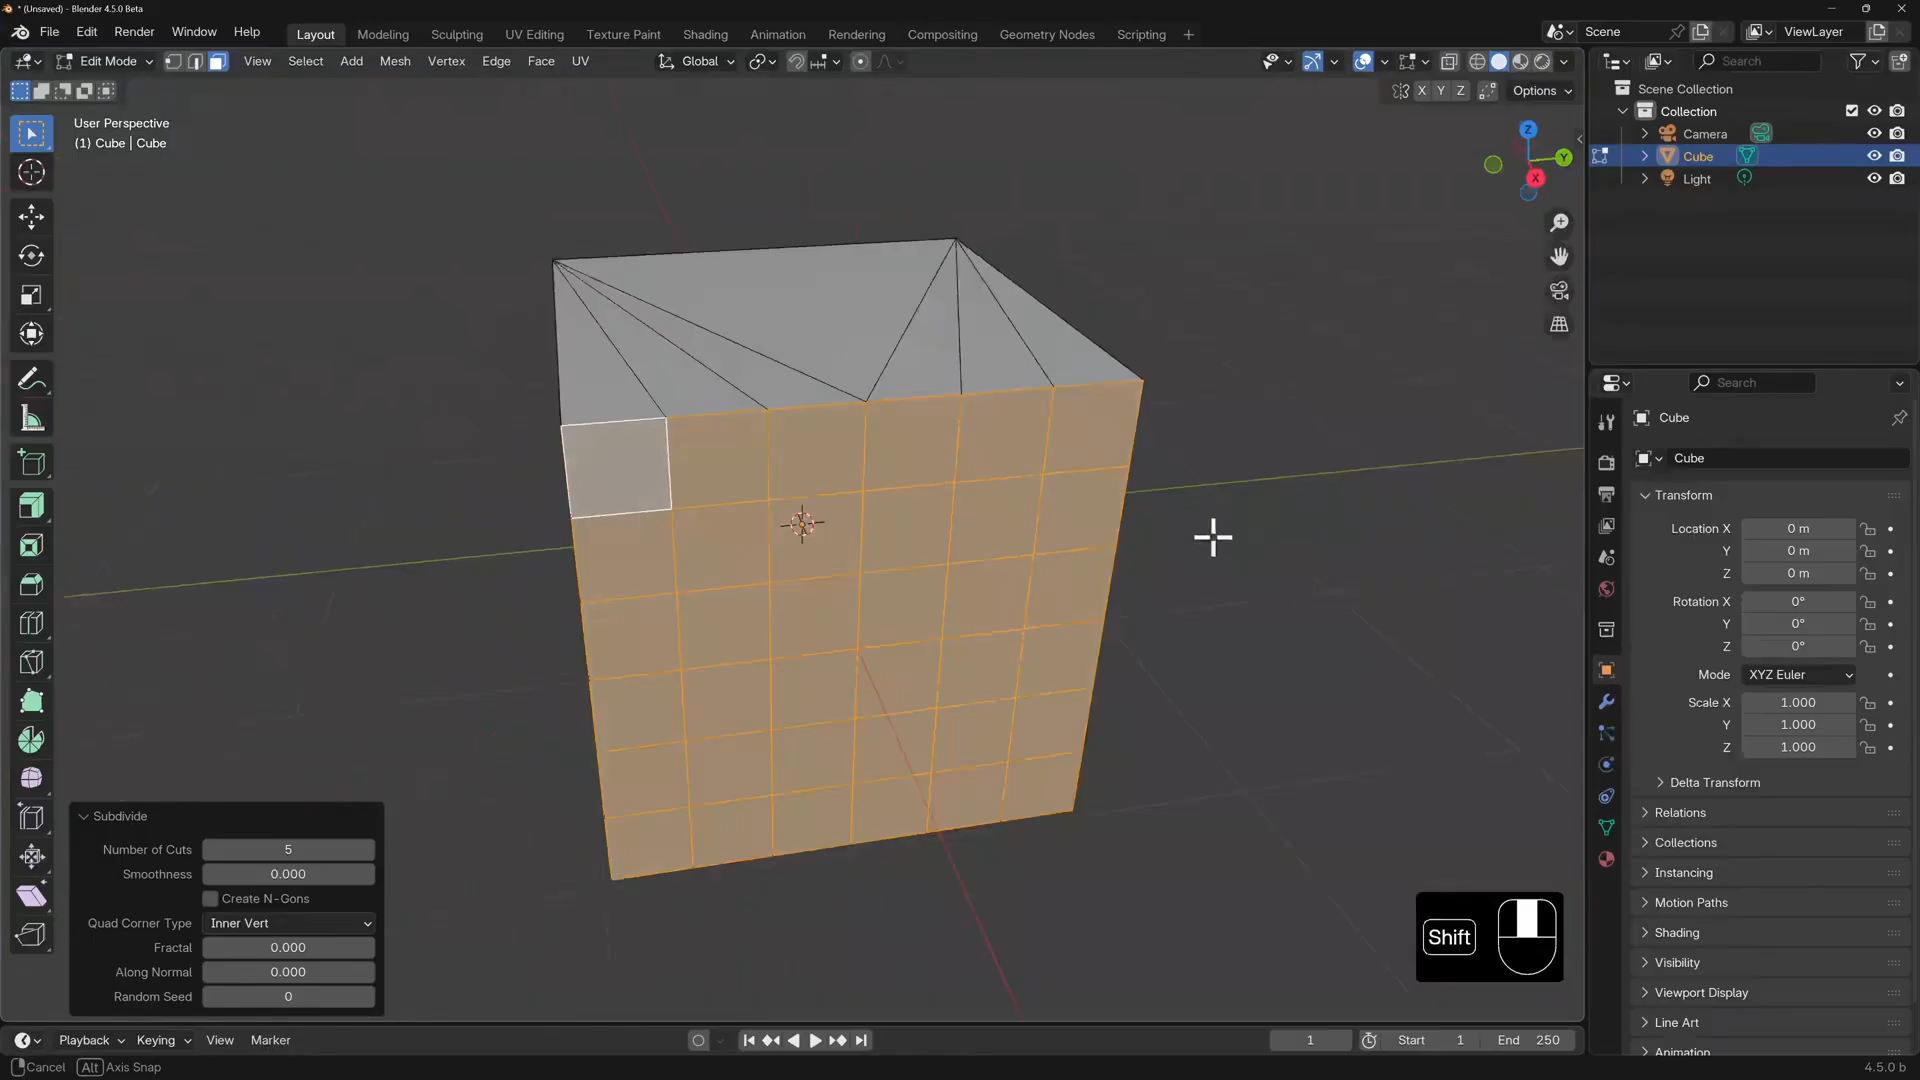 * (Unsaved) - Blender 4.5.0 Beta
File Edit Render Window Help Layout Modeling Sculpting UV Editing Texture Paint Shading Animation Rendering Compositing Geometry Nodes Scripting + Scene ViewLayer
Edit Mode View Select Add Mesh Vertex Edge Face UV Global Search
X Y Z Options
User Perspective
(1) Cube | Cube
Z
Y
X
Scene Collection
Collection
Camera
Cube
Light
Search
Cube
Cube
Transform
Location X 0 m
Y 0 m
Z 0 m
Rotation X 0°
Y 0°
Z 0°
Mode XYZ Euler
Scale X 1.000
Y 1.000
Z 1.000
Delta Transform
Relations
Collections
Instancing
Motion Paths
Shading
Visibility
Viewport Display
Line Art
Animation
Subdivide
Number of Cuts 5
Smoothness 0.000
Create N-Gons
Quad Corner Type Inner Vert
Fractal 0.000
Along Normal 0.000
Random Seed 0
Shift
Playback Keying View Marker 1 Start 1 End 250
Cancel Alt Axis Snap 4.5.0 b